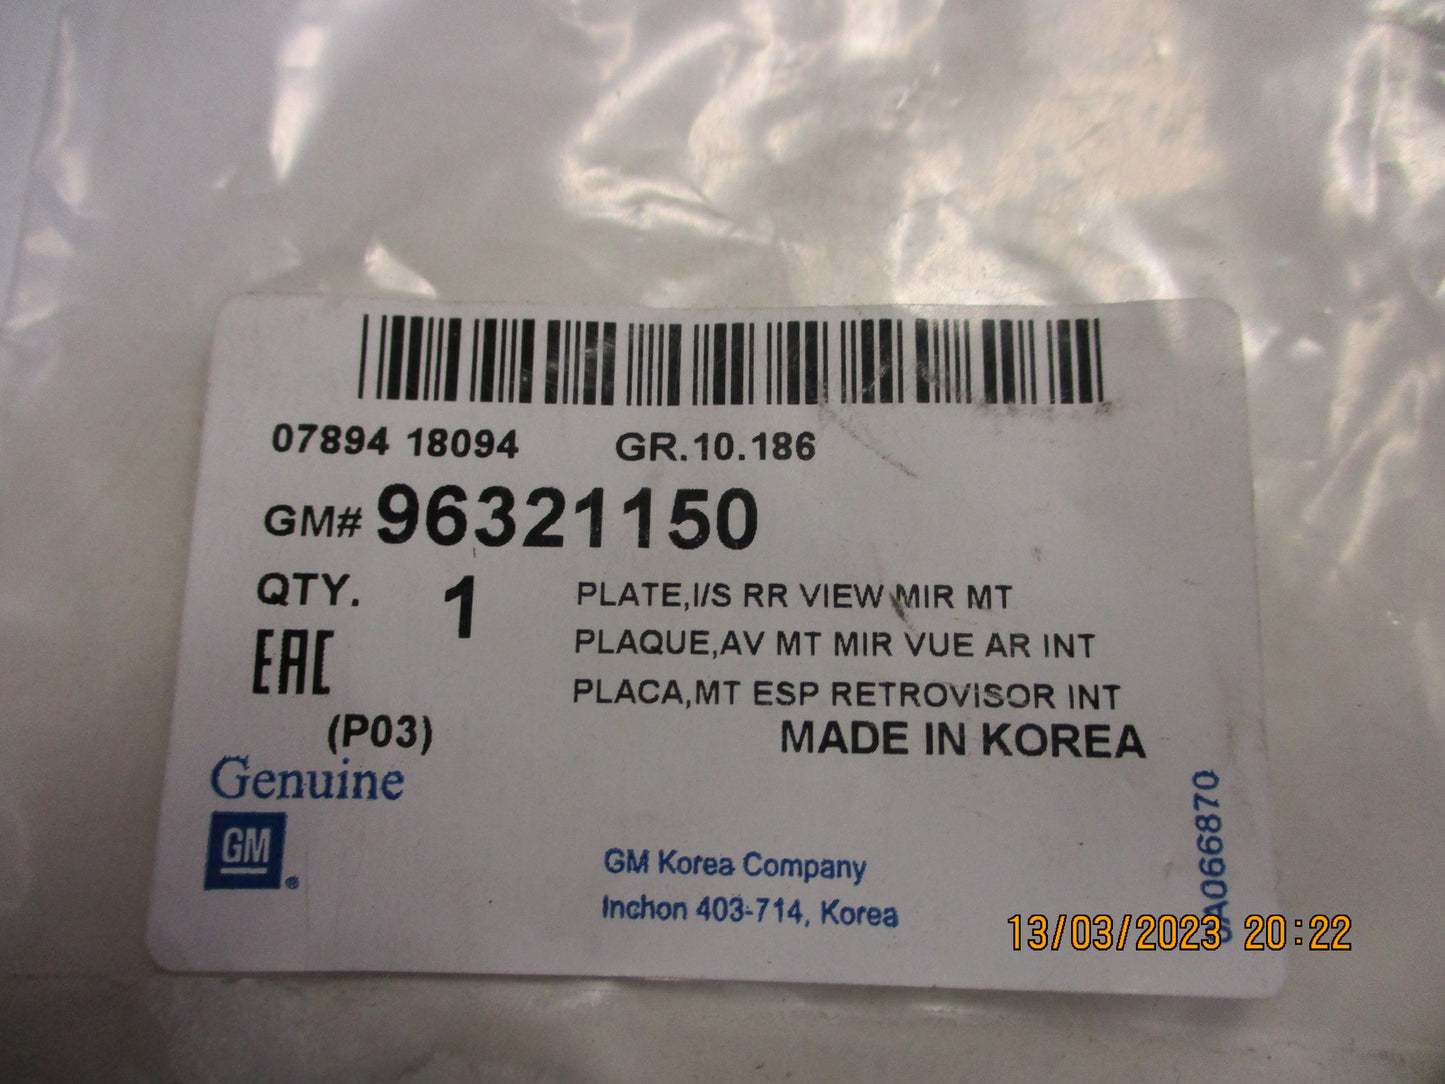 07894 18094 GR.10.186
GM# 96321150
QTY. 1
PLATE,I/S RR VIEW MIR MT
PLAQUE,AV MT MIR VUE AR INT
PLACA,MT ESP RETROVISOR INT
EAC
(P03)
MADE IN KOREA
Genuine
GM
®
GM Korea Company
Inchon 403-714, Korea
13/03/2023 20:22